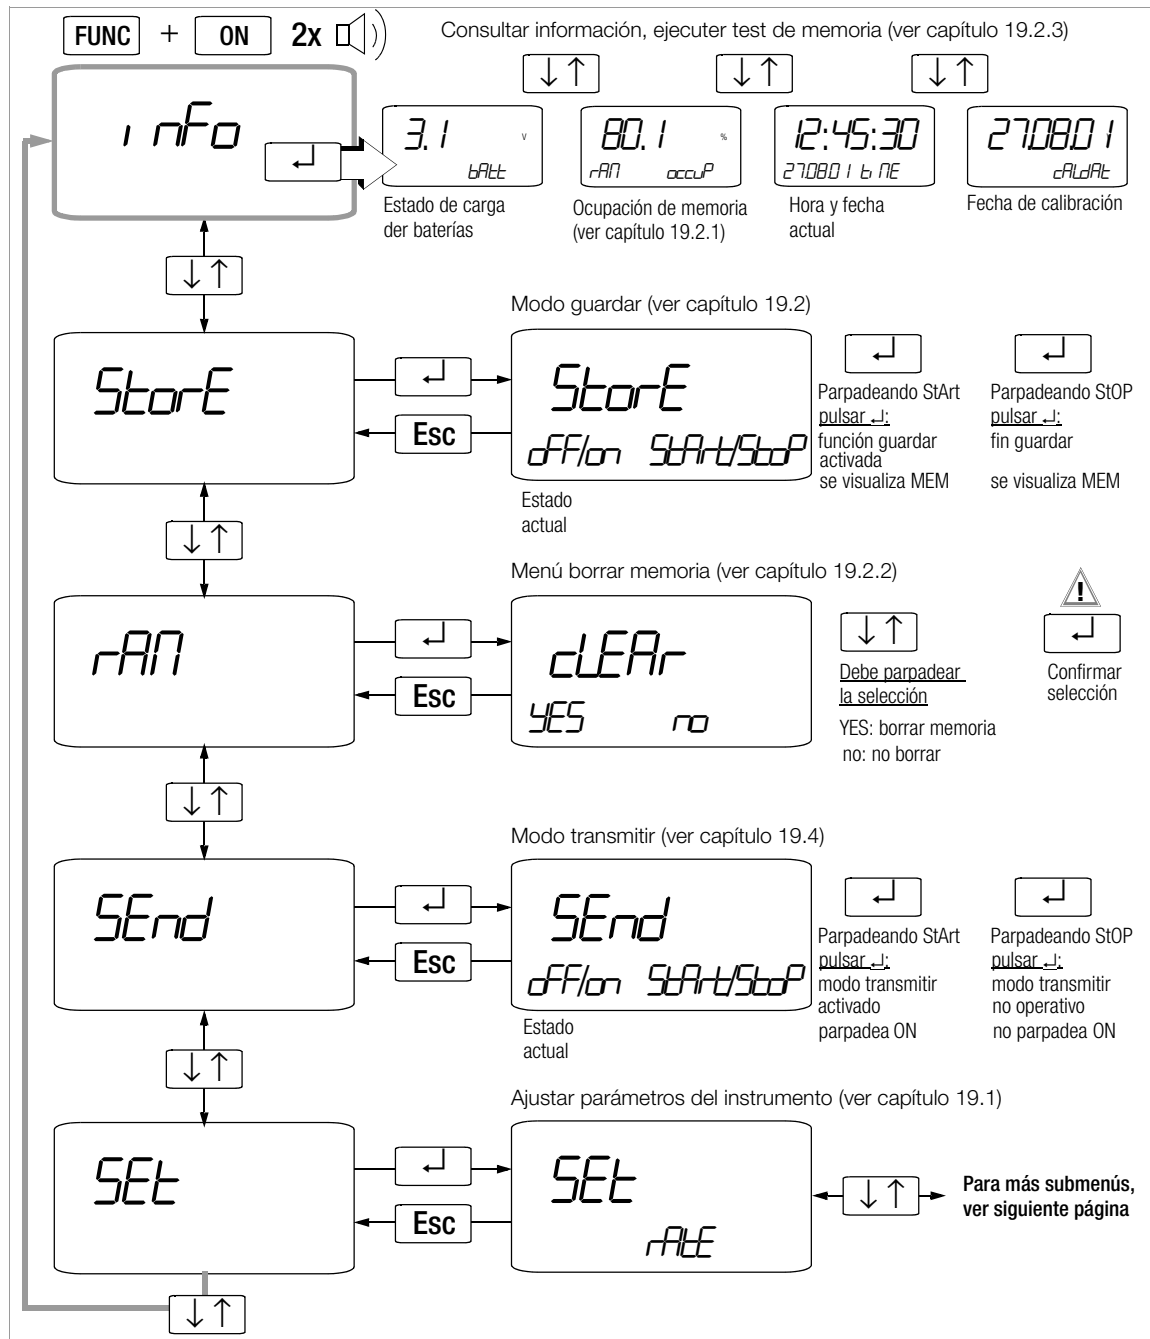 FUNC + ON 2x
Consultar información, ejecuter test de memoria (ver capítulo 19.2.3)
↓↑ ↓↑ ↓↑
inFo
↵
3.1 V
bAtt
80.1 %
rAM occuP
12:45:30
27.08.01 tiME
27.08.01
cALdAt
Estado de carga
der baterías
Ocupación de memoria
(ver capítulo 19.2.1)
Hora y fecha
actual
Fecha de calibración
↓↑
Modo guardar (ver capítulo 19.2)
StorE
↵
Esc
StorE
oFF/on StArt/StoP
Estado
actual
↵
Parpadeando StArt
pulsar ↵:
función guardar
activada
se visualiza MEM
↵
Parpadeando StOP
pulsar ↵:
fin guardar
se visualiza MEM
↓↑
Menú borrar memoria (ver capítulo 19.2.2)
rAM
↵
Esc
cLEAr
YES no
↓↑
Debe parpadear
la selección
YES: borrar memoria
no: no borrar
!
↵
Confirmar
selección
↓↑
Modo transmitir (ver capítulo 19.4)
SEnd
↵
Esc
SEnd
oFF/on StArt/StoP
Estado
actual
↵
Parpadeando StArt
pulsar ↵:
modo transmitir
activado
parpadea ON
↵
Parpadeando StOP
pulsar ↵:
modo transmitir
no operativo
no parpadea ON
↓↑
Ajustar parámetros del instrumento (ver capítulo 19.1)
SEt
↵
Esc
SEt
rAtE
↓↑
Para más submenús,
ver siguiente página
↓↑